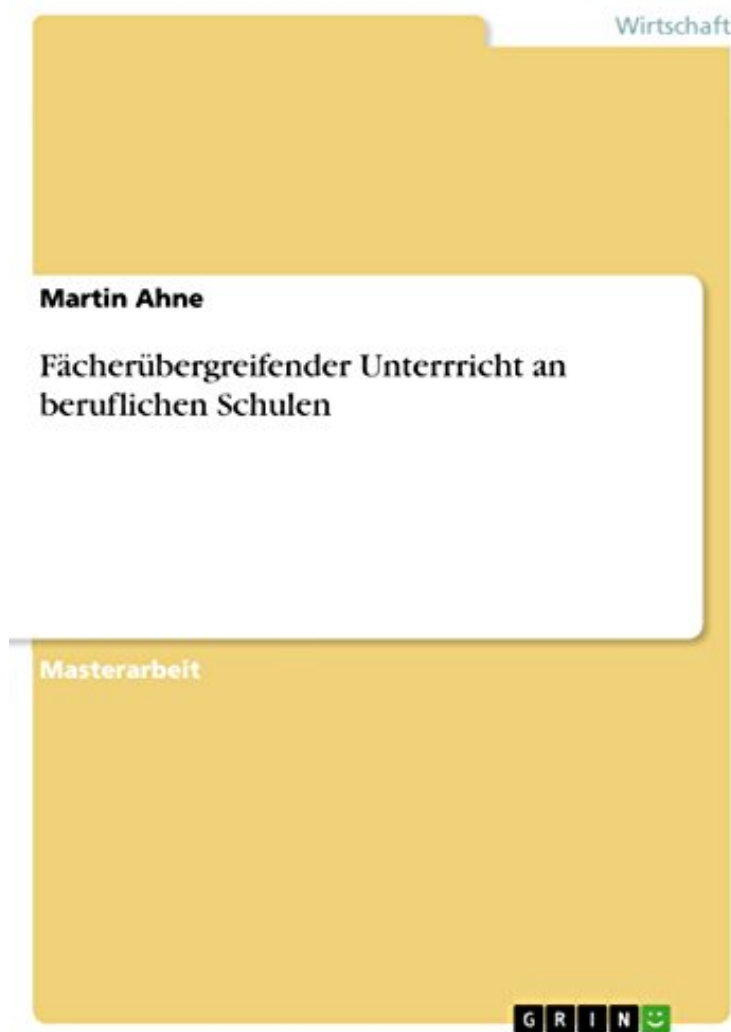 Wirtschaft
Martin Ahne
Fächerübergreifender Unterrricht an
beruflichen Schulen
Masterarbeit
GRIN